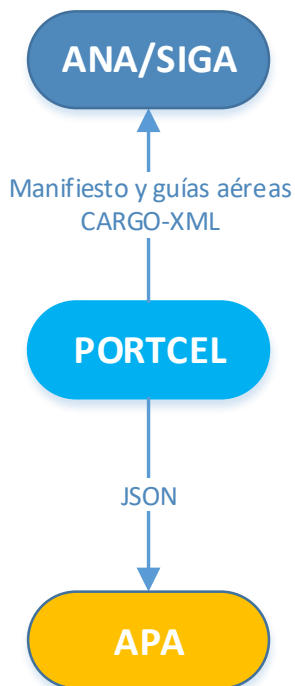 ANA/SIGA
Manifiesto y guías aéreas
CARGO-XML
PORTCEL
JSON
APA